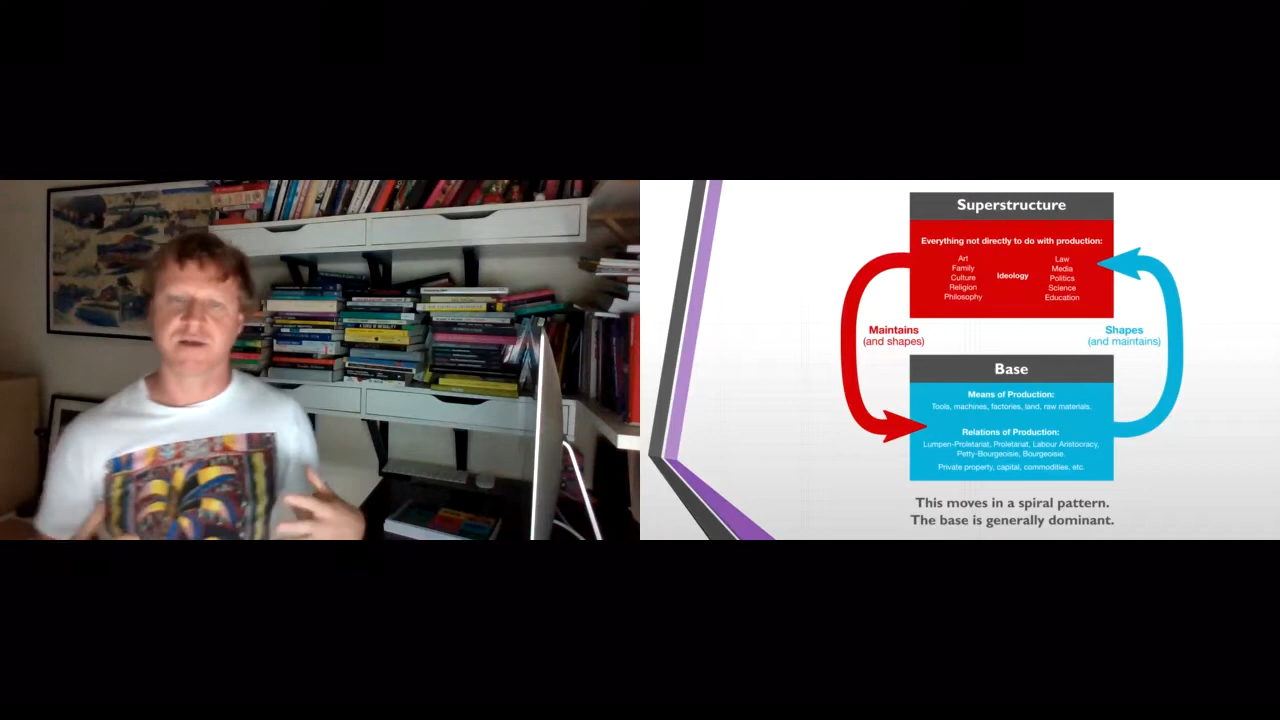 Superstructure
Everything not directly to do with production:
Art
Family
Culture
Religion
Philosophy
Ideology
Law
Media
Politics
Science
Education
Maintains
(and shapes)
Shapes
(and maintains)
Base
Means of Production:
Tools, machines, factories, land, raw materials.
Relations of Production:
Lumpen-Proletariat, Proletariat, Labour Aristocracy,
Petty-Bourgeoisie, Bourgeoisie.
Private property, capital, commodities, etc.
This moves in a spiral pattern.
The base is generally dominant.